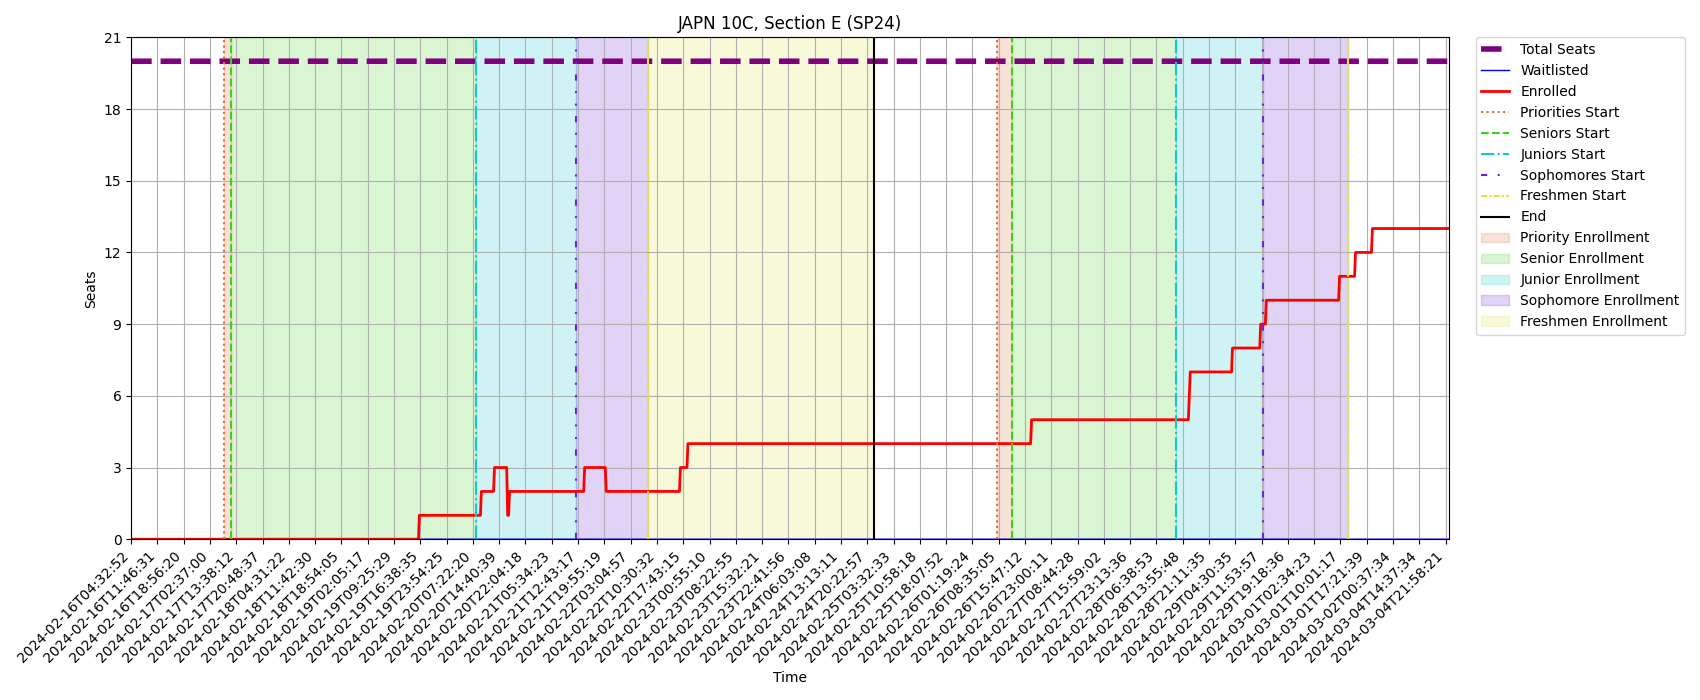 JAPN 10C, Section E (SP24)
21
18
15
12
9
6
3
0
Seats
2024-02-16T04:32:52
2024-02-16T11:46:31
2024-02-16T18:56:20
2024-02-17T02:37:00
2024-02-17T13:38:12
2024-02-17T20:48:37
2024-02-18T04:31:22
2024-02-18T11:42:30
2024-02-18T18:54:05
2024-02-19T02:05:17
2024-02-19T09:25:29
2024-02-19T16:38:35
2024-02-19T23:54:25
2024-02-20T07:22:20
2024-02-20T14:40:39
2024-02-20T22:04:18
2024-02-21T05:34:23
2024-02-21T12:43:17
2024-02-21T19:55:19
2024-02-22T03:04:57
2024-02-22T10:30:32
2024-02-22T17:43:15
2024-02-23T00:55:10
2024-02-23T08:22:55
2024-02-23T15:32:21
2024-02-23T22:41:56
2024-02-24T06:03:08
2024-02-24T13:13:11
2024-02-24T20:22:57
2024-02-25T03:32:33
2024-02-25T10:58:18
2024-02-25T18:07:52
2024-02-26T01:19:24
2024-02-26T08:35:05
2024-02-26T15:47:12
2024-02-26T23:00:11
2024-02-27T08:44:28
2024-02-27T15:59:02
2024-02-27T23:13:36
2024-02-28T06:38:53
2024-02-28T13:55:48
2024-02-28T21:11:35
2024-02-29T04:30:35
2024-02-29T11:53:57
2024-02-29T19:18:36
2024-03-01T02:34:23
2024-03-01T10:01:17
2024-03-01T17:21:39
2024-03-02T00:37:34
2024-03-04T14:37:34
2024-03-04T21:58:21
Time
Total Seats
Waitlisted
Enrolled
Priorities Start
Seniors Start
Juniors Start
Sophomores Start
Freshmen Start
End
Priority Enrollment
Senior Enrollment
Junior Enrollment
Sophomore Enrollment
Freshmen Enrollment